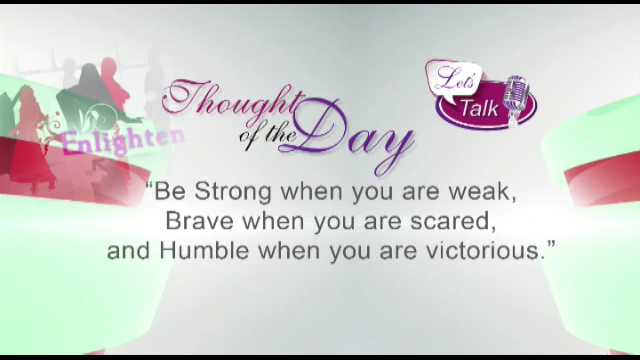 Thought
of the Day
Let's
Talk
Enlighten
“Be Strong when you are weak,
Brave when you are scared,
and Humble when you are victorious.”